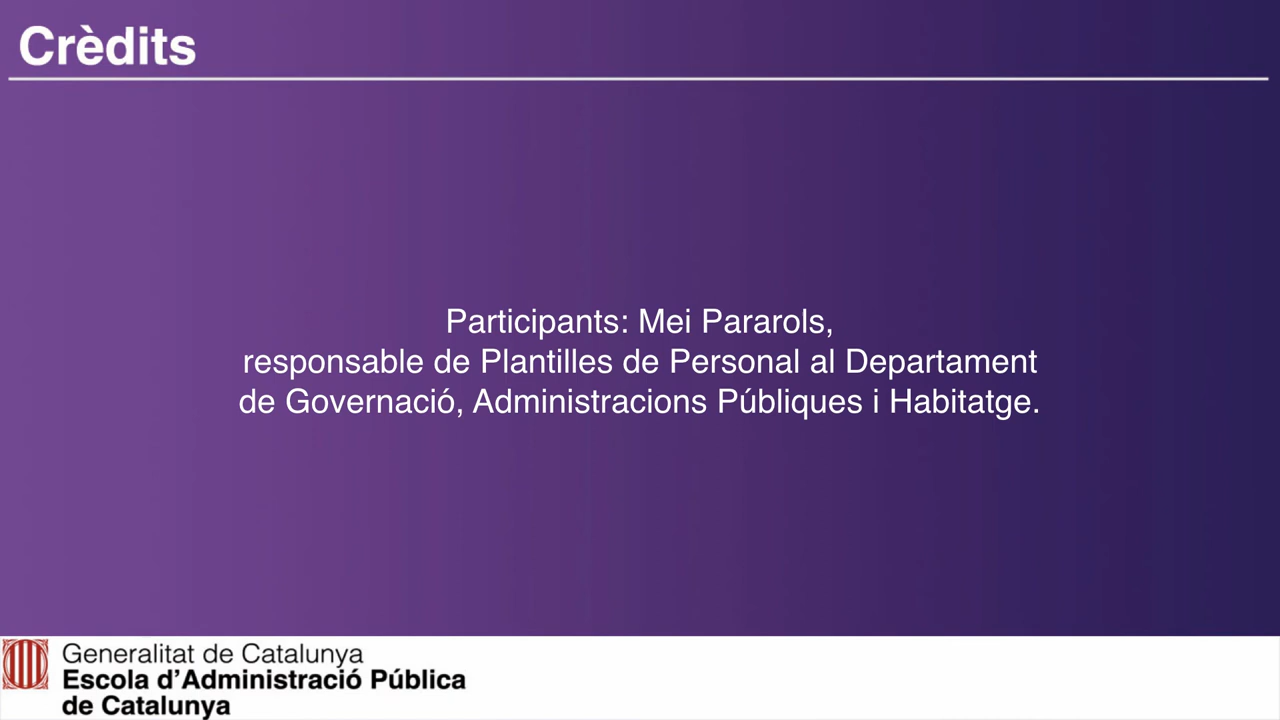 Crèdits
Participants: Mei Pararols,
responsable de Plantilles de Personal al Departament
de Governació, Administracions Públiques i Habitatge.
Generalitat de Catalunya
Escola d'Administració Pública
de Catalunya